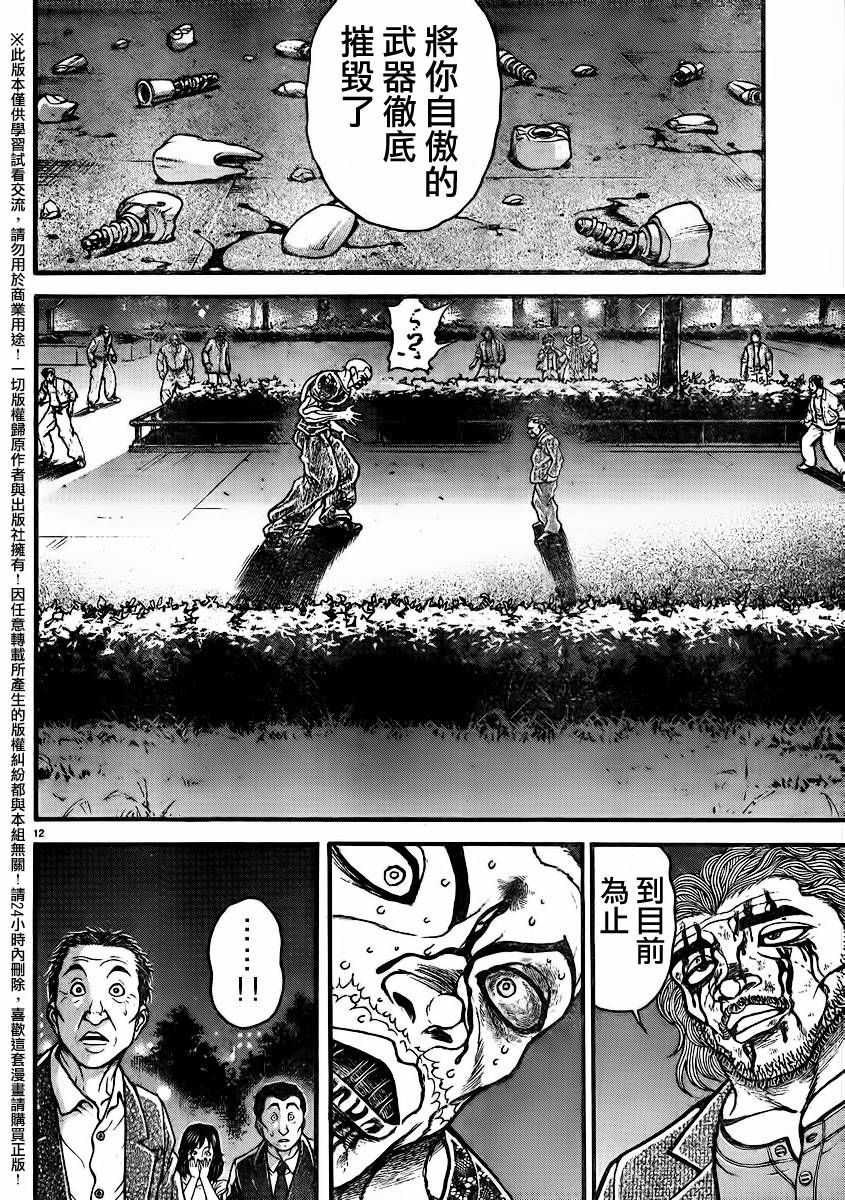 將你自傲的
武器徹底
摧毀了
…?
到目前
為止
……!!
12
※此版本僅供學習試看交流，請勿用於商業用途！一切版權歸原作者與出版社擁有！因任意轉載所產生的版權糾紛都與本組無關！請24小時內刪除，喜歡這套漫畫請購買正版！